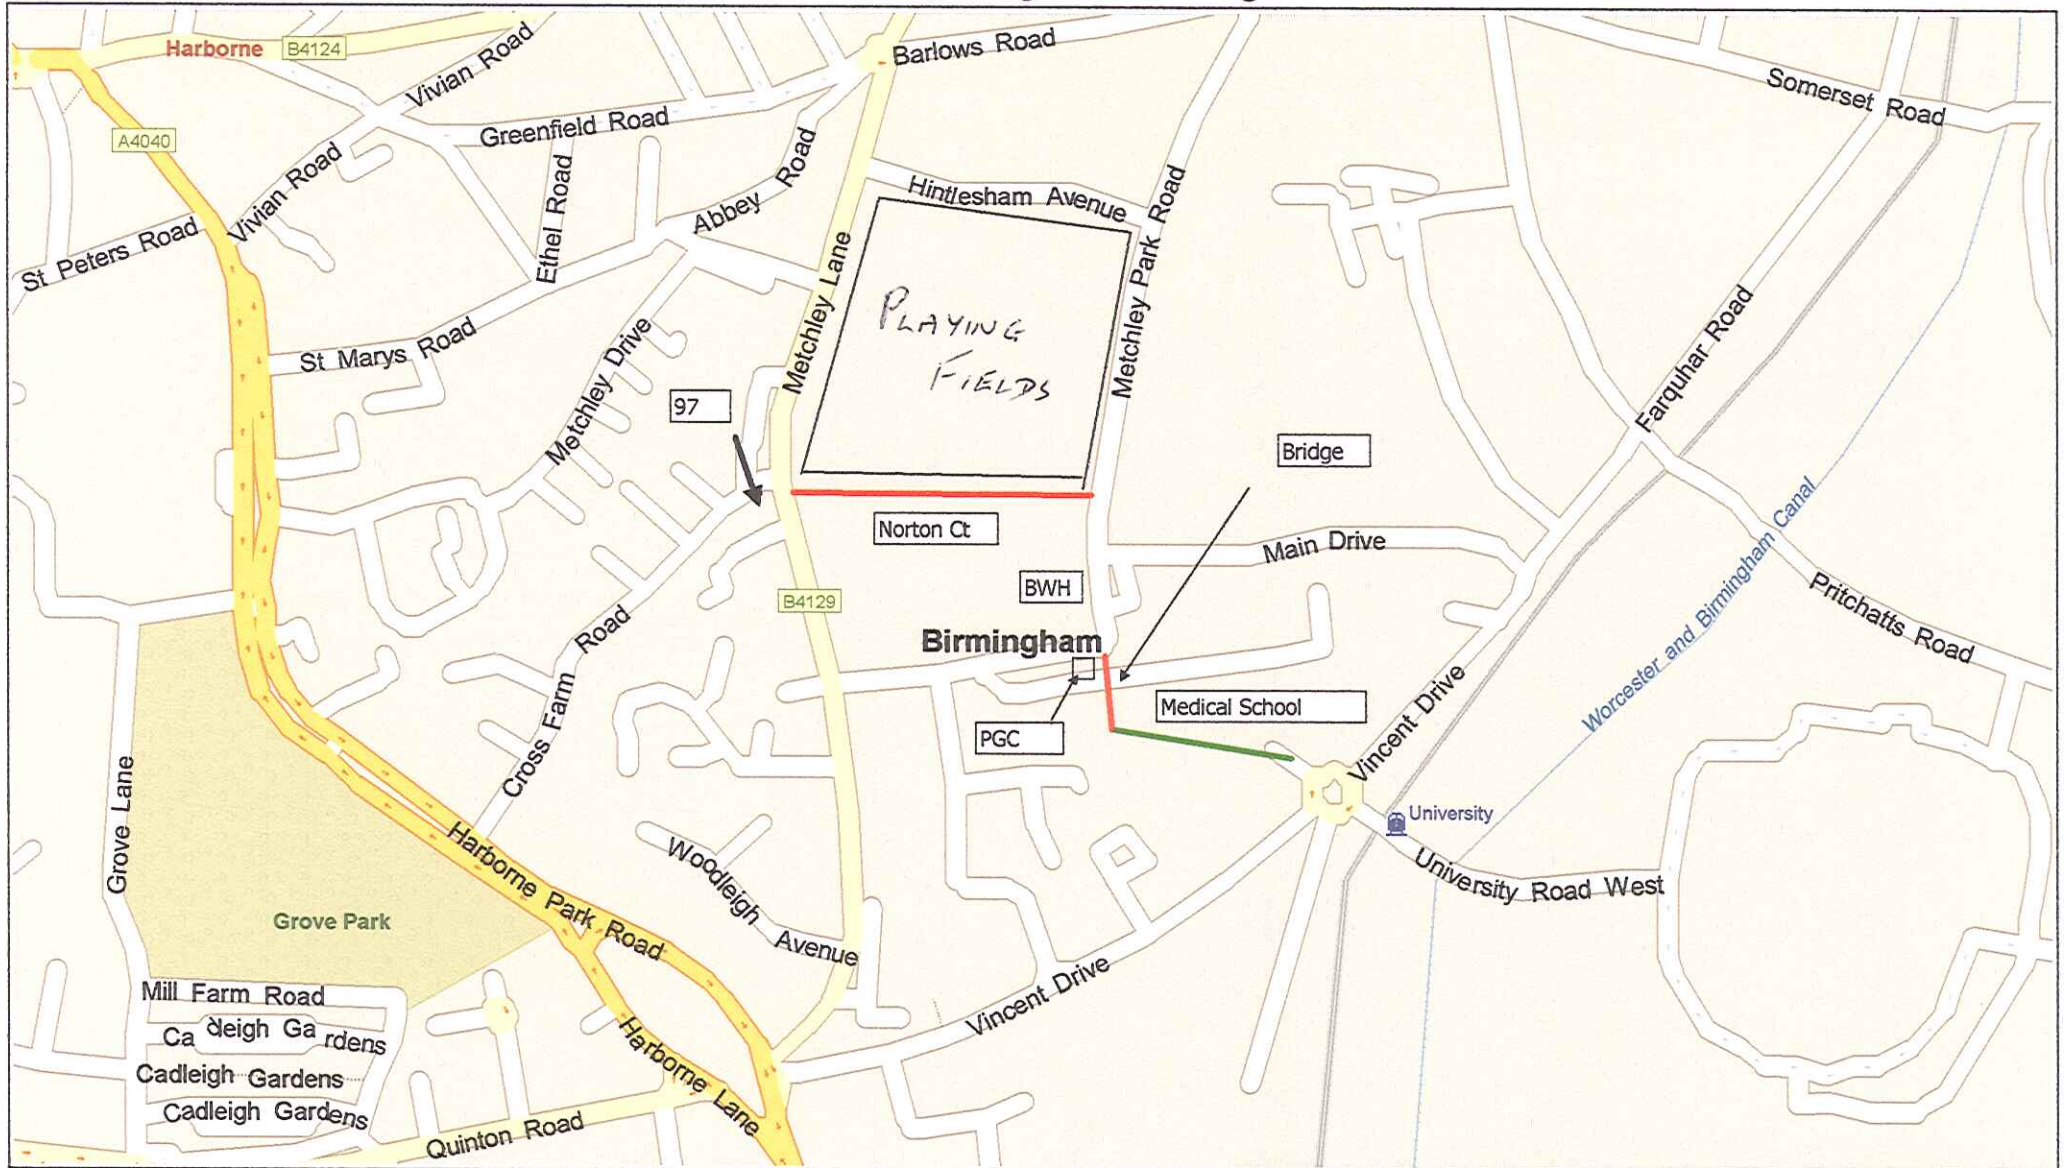 Harborne
B4124
Vivian Road
Barlows Road
Somerset Road
A4040
Greenfield Road
Vivian Road
Ethel Road
Abbey Road
Hintlesham Avenue
St Peters Road
Metchley Lane
Metchley Park Road
PLAYING
FIELDS
St Marys Road
Metchley Drive
Farquhar Road
97
Bridge
Norton Ct
Main Drive
BWH
B4129
Birmingham
Cross Farm Road
Worcester and Birmingham Canal
Pritchatts Road
Medical School
PGC
Vincent Drive
Grove Lane
University
Harborne Park Road
Woodleigh Avenue
University Road West
Grove Park
Vincent Drive
Mill Farm Road
Cadleigh Gardens
Cadleigh Gardens
Cadleigh Gardens
Harborne Lane
Quinton Road